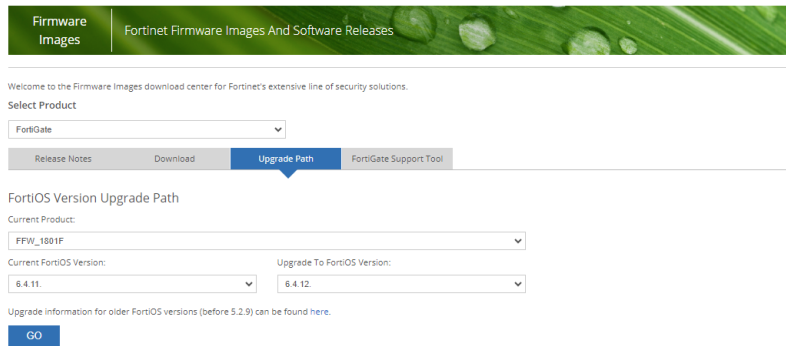 Firmware
Images
Fortinet Firmware Images And Software Releases
Welcome to the Firmware Images download center for Fortinet's extensive line of security solutions.
Select Product
FortiGate
Release Notes Download Upgrade Path FortiGate Support Tool
FortiOS Version Upgrade Path
Current Product:
FFW_1801F
Current FortiOS Version: Upgrade To FortiOS Version:
6.4.11. 6.4.12.
Upgrade information for older FortiOS versions (before 5.2.9) can be found here.
GO